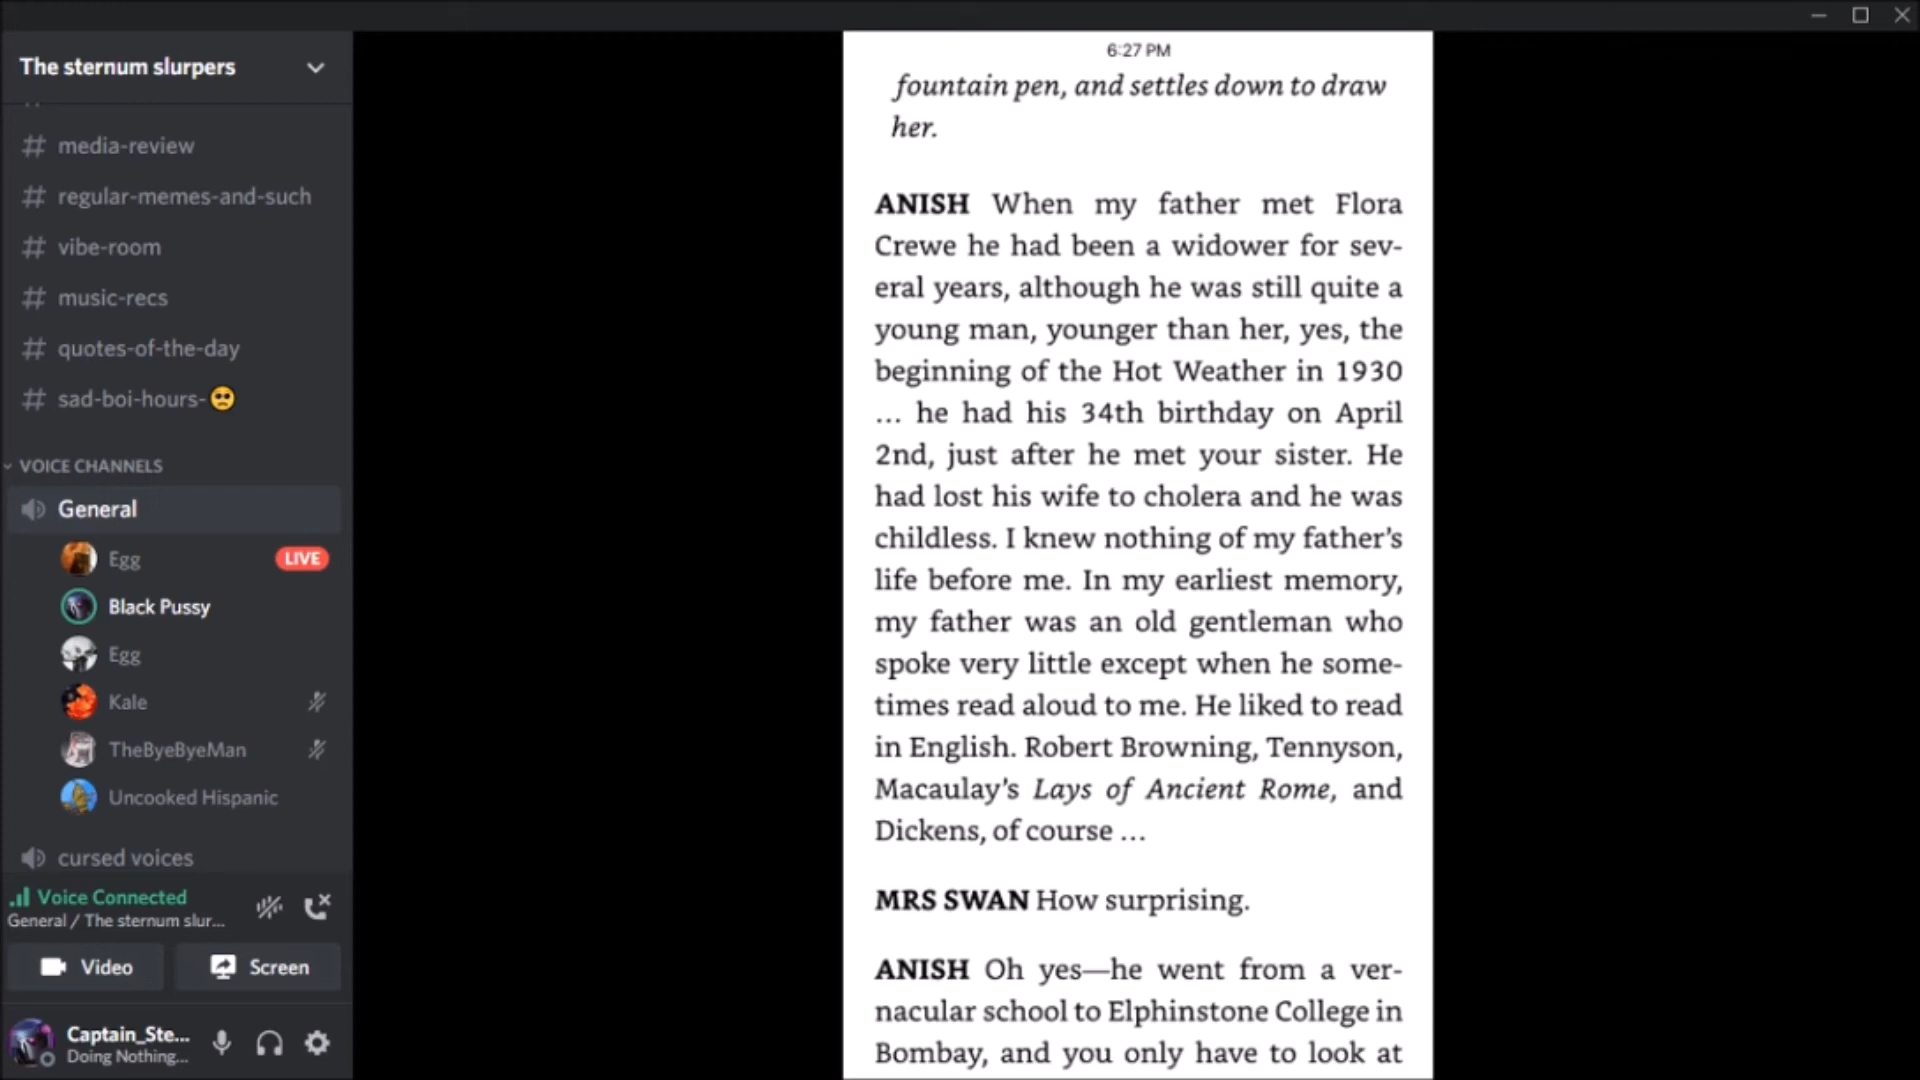 The sternum slurpers
media-review
regular-memes-and-such
vibe-room
music-recs
quotes-of-the-day
sad-boi-hours-🥺
VOICE CHANNELS
General
Egg LIVE
Black Pussy
Egg
Kale
TheByeByeMan
Uncooked Hispanic
cursed voices
Voice Connected
General / The sternum slur...
Video Screen
Captain_Ste...
Doing Nothing...
6:27 PM
fountain pen, and settles down to draw
her.
ANISH When my father met Flora
Crewe he had been a widower for sev-
eral years, although he was still quite a
young man, younger than her, yes, the
beginning of the Hot Weather in 1930
... he had his 34th birthday on April
2nd, just after he met your sister. He
had lost his wife to cholera and he was
childless. I knew nothing of my father’s
life before me. In my earliest memory,
my father was an old gentleman who
spoke very little except when he some-
times read aloud to me. He liked to read
in English. Robert Browning, Tennyson,
Macaulay’s Lays of Ancient Rome, and
Dickens, of course ...
MRS SWAN How surprising.
ANISH Oh yes—he went from a ver-
nacular school to Elphinstone College in
Bombay, and you only have to look at